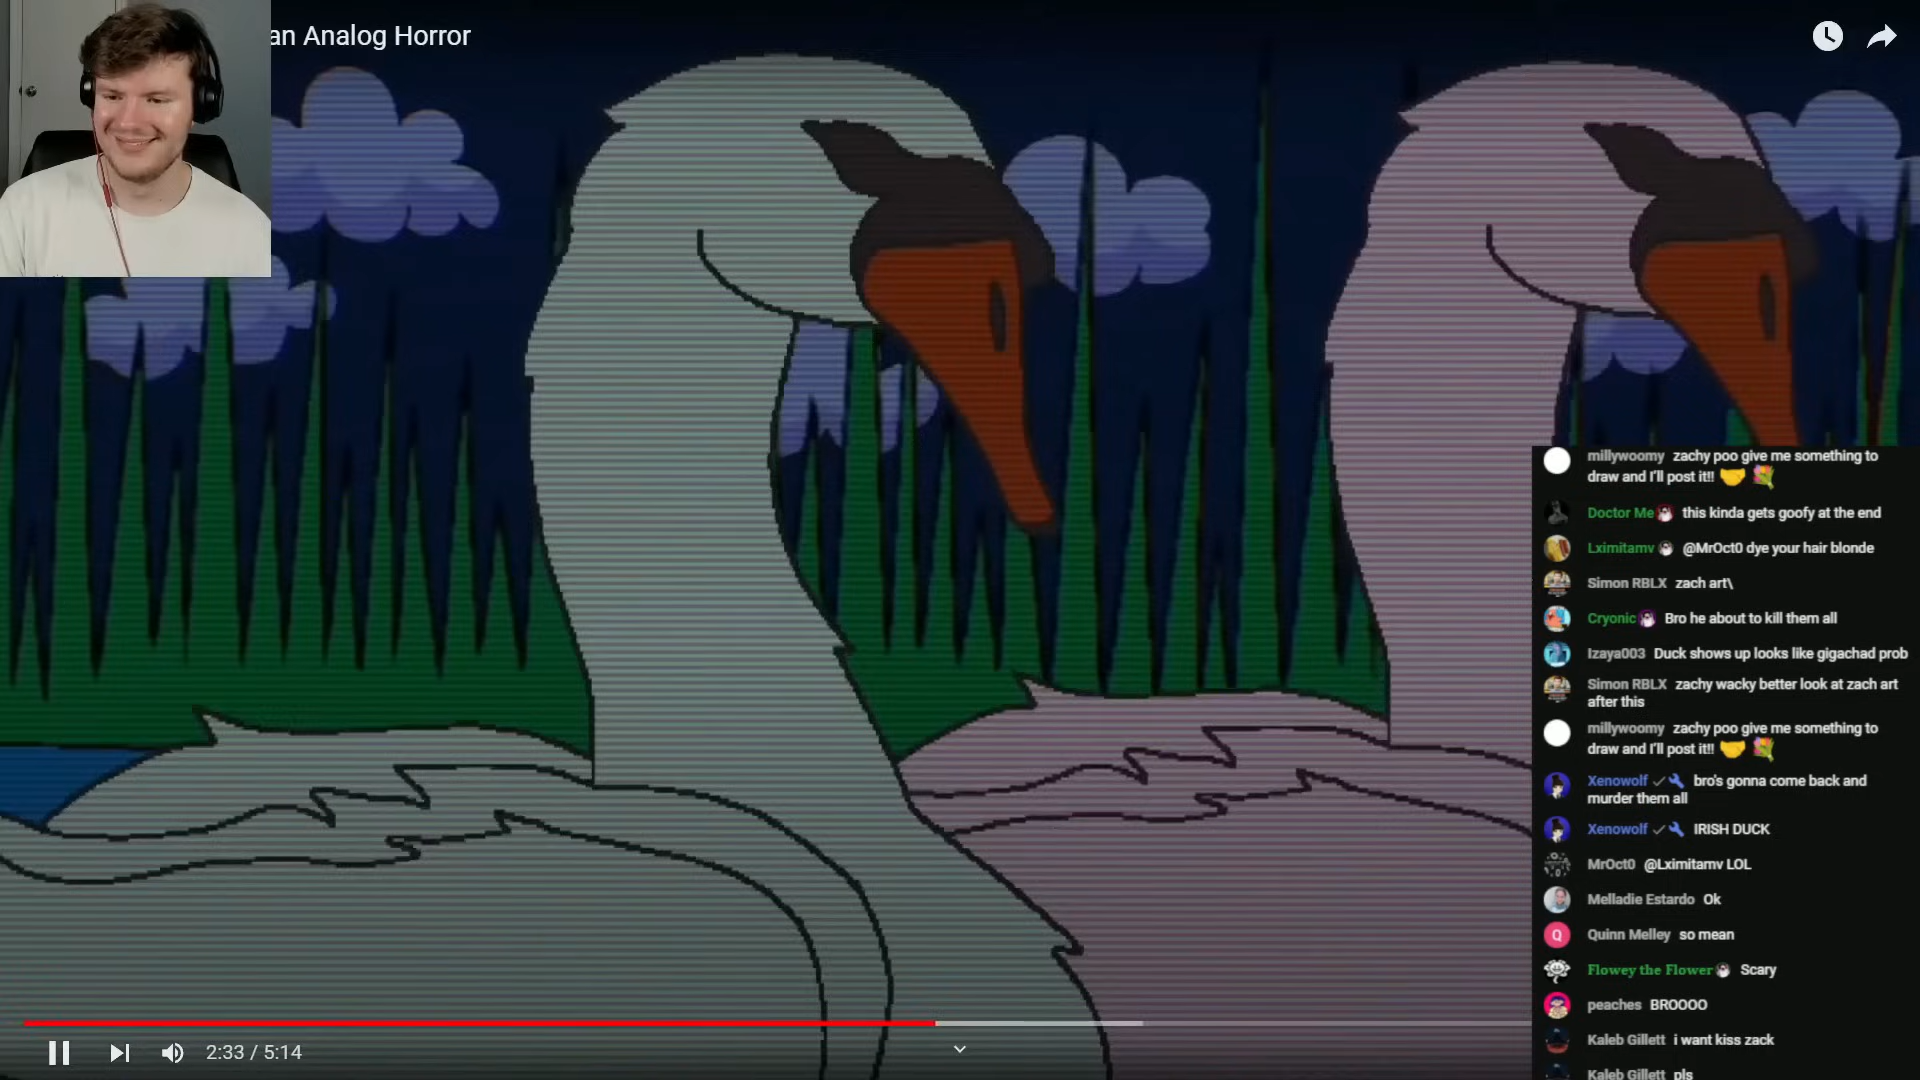 an Analog Horror
millywoomy zachy poo give me something to
draw and I'll post it!!
Doctor Me this kinda gets goofy at the end
Lximitamv @MrOct0 dye your hair blonde
Simon RBLX zach art\
Cryonic Bro he about to kill them all
Izaya003 Duck shows up looks like gigachad prob
Simon RBLX zachy wacky better look at zach art
after this
millywoomy zachy poo give me something to
draw and I'll post it!!
Xenowolf bro's gonna come back and
murder them all
Xenowolf IRISH DUCK
MrOct0 @Lximitamv LOL
Melladie Estardo Ok
Q
Quinn Melley so mean
Flowey the Flower Scary
peaches BROOOO
Kaleb Gillett i want kiss zack
Kaleb Gillett pls
2:33 / 5:14